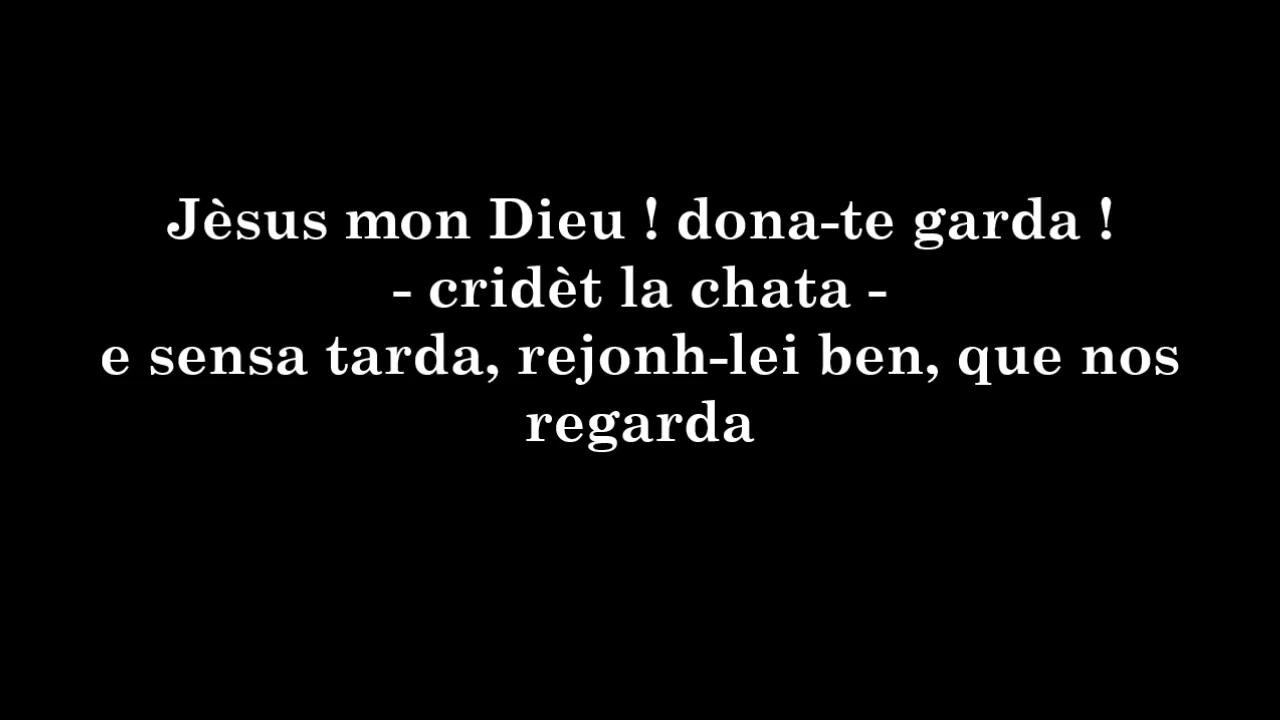 Jèsus mon Dieu ! dona-te garda !
- cridèt la chata -
e sensa tarda, rejonh-lei ben, que nos
regarda